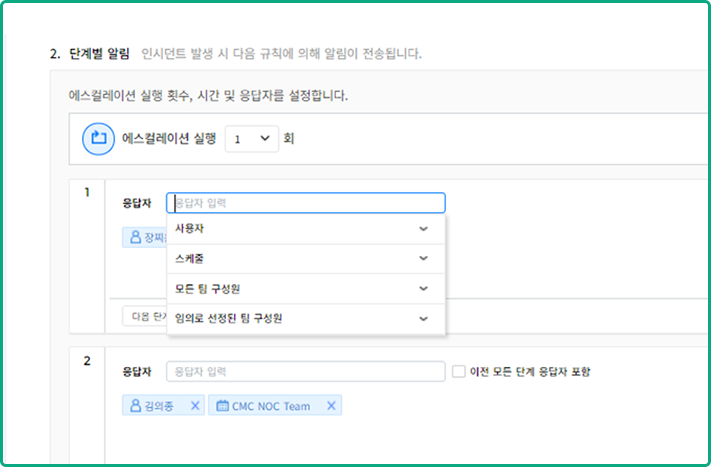 2. 단계별 알림 인시던트 발생 시 다음 규칙에 의해 알림이 전송됩니다.
에스컬레이션 실행 횟수, 시간 및 응답자를 설정합니다.
에스컬레이션 실행 1 회
1
응답자 응답자 입력
사용자
장찌
스케줄
모든 팀 구성원
다음 단
임의로 선정된 팀 구성원
2
응답자 응답자 입력 이전 모든 단계 응답자 포함
김의종 X CMC NOC Team X